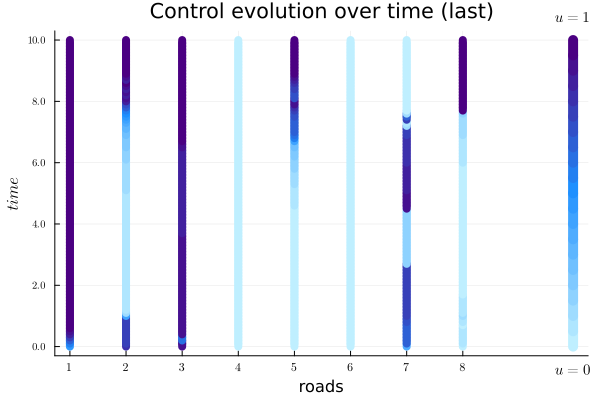 Control evolution over time (last)
u = 1
10.0
8.0
6.0
4.0
2.0
0.0
time
1 2 3 4 5 6 7 8
u = 0
roads